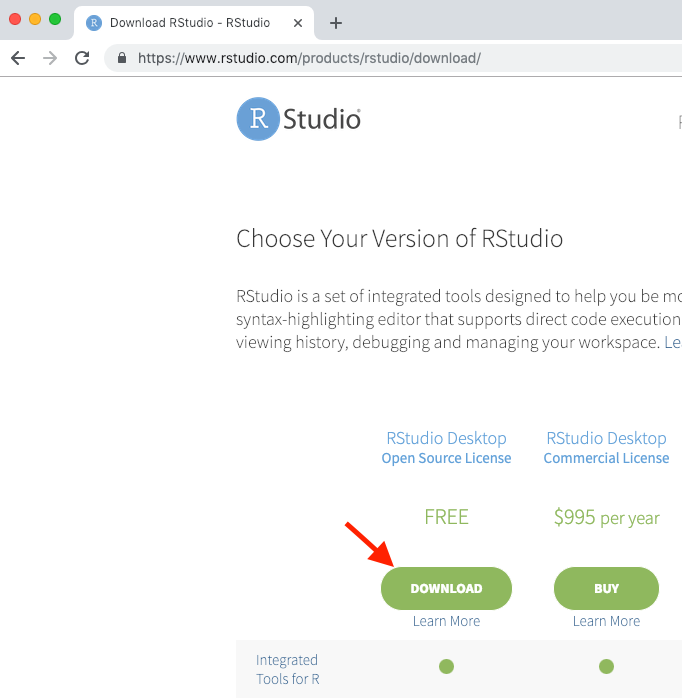 Download RStudio - RStudio
https://www.rstudio.com/products/rstudio/download/
R Studio
Choose Your Version of RStudio
RStudio is a set of integrated tools designed to help you be
syntax-highlighting editor that supports direct code execution
viewing history, debugging and managing your workspace.
RStudio Desktop
Open Source License
RStudio Desktop
Commercial License
FREE
$995 per year
DOWNLOAD
BUY
Learn More
Learn More
Integrated
Tools for R